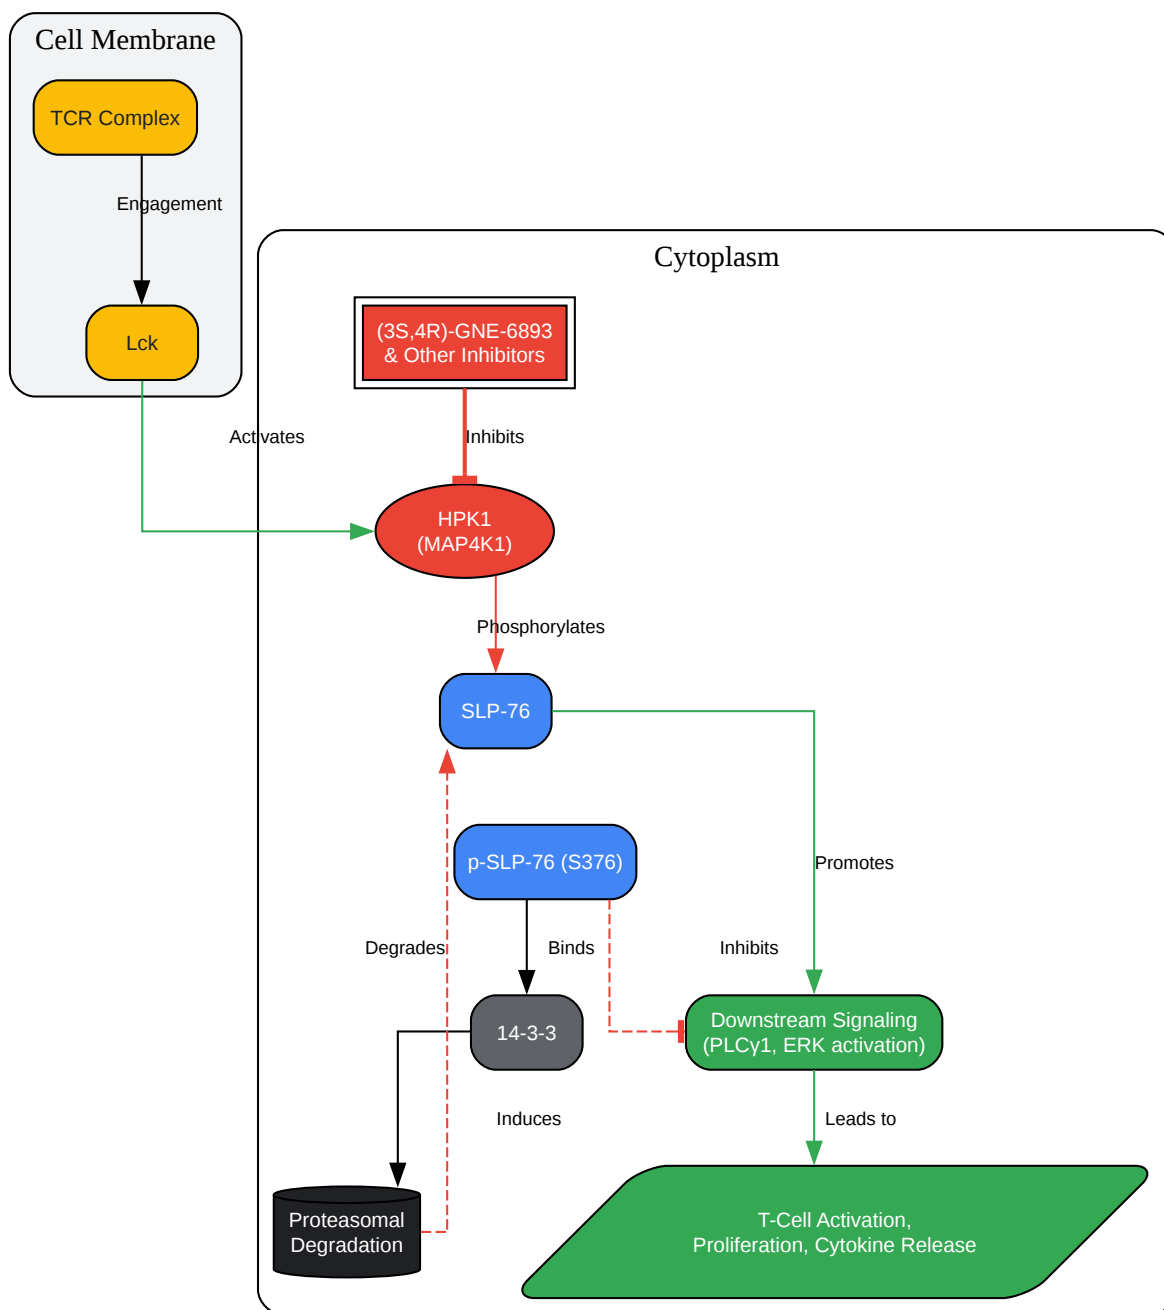 Cell Membrane
TCR Complex
Engagement
Cytoplasm
(3S,4R)-GNE-6893
& Other Inhibitors
Lck
Activates
Inhibits
HPK1
(MAP4K1)
Phosphorylates
SLP-76
p-SLP-76 (S376)
Promotes
Degrades
Binds
Inhibits
14-3-3
Downstream Signaling
(PLCγ1, ERK activation)
Induces
Leads to
Proteasomal
Degradation
T-Cell Activation,
Proliferation, Cytokine Release